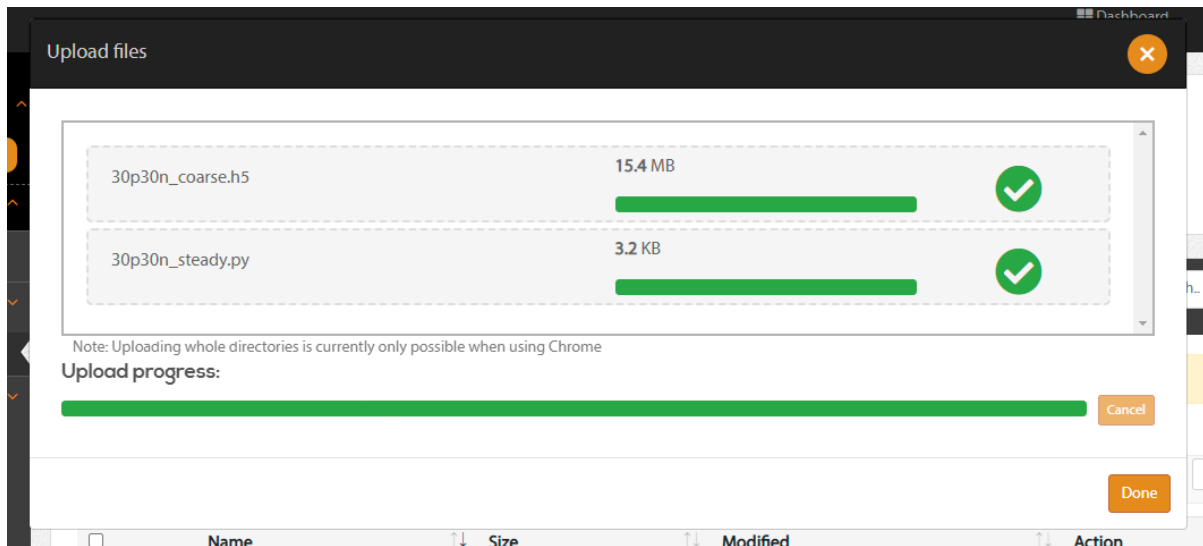 Dashboard
Upload files
30p30n_coarse.h5
15.4 MB
30p30n_steady.py
3.2 KB
h..
Note: Uploading whole directories is currently only possible when using Chrome
Upload progress:
Cancel
Done
Name Size Modified Action